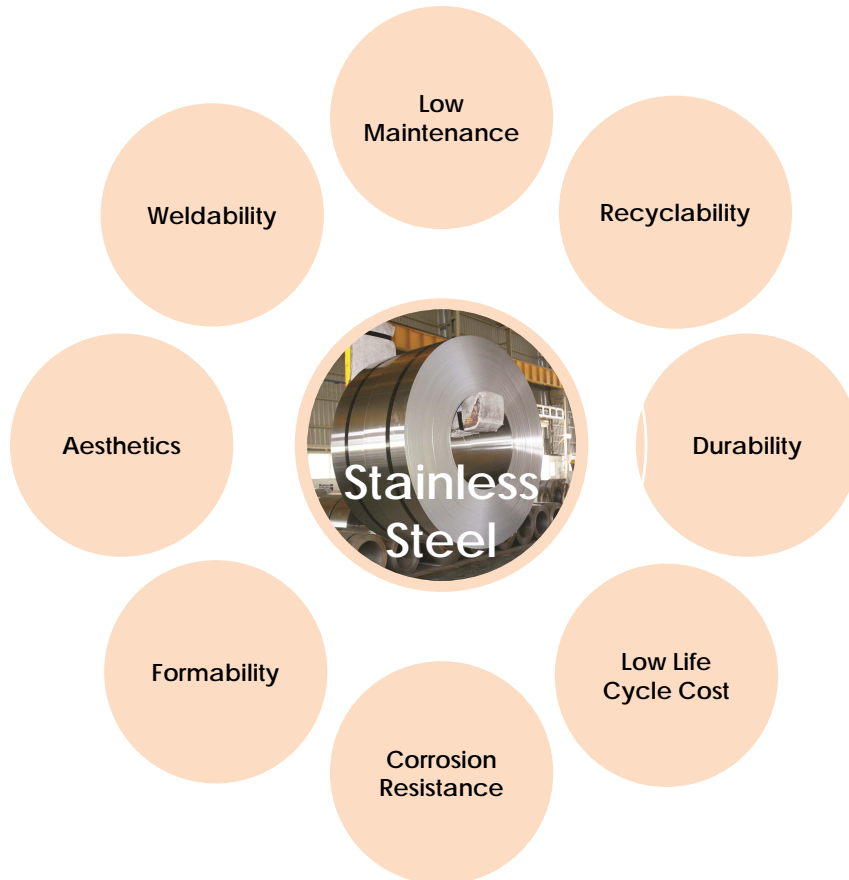 Low
Maintenance
Weldability
Recyclability
Aesthetics
Stainless
Steel
Durability
Formability
Low Life
Cycle Cost
Corrosion
Resistance